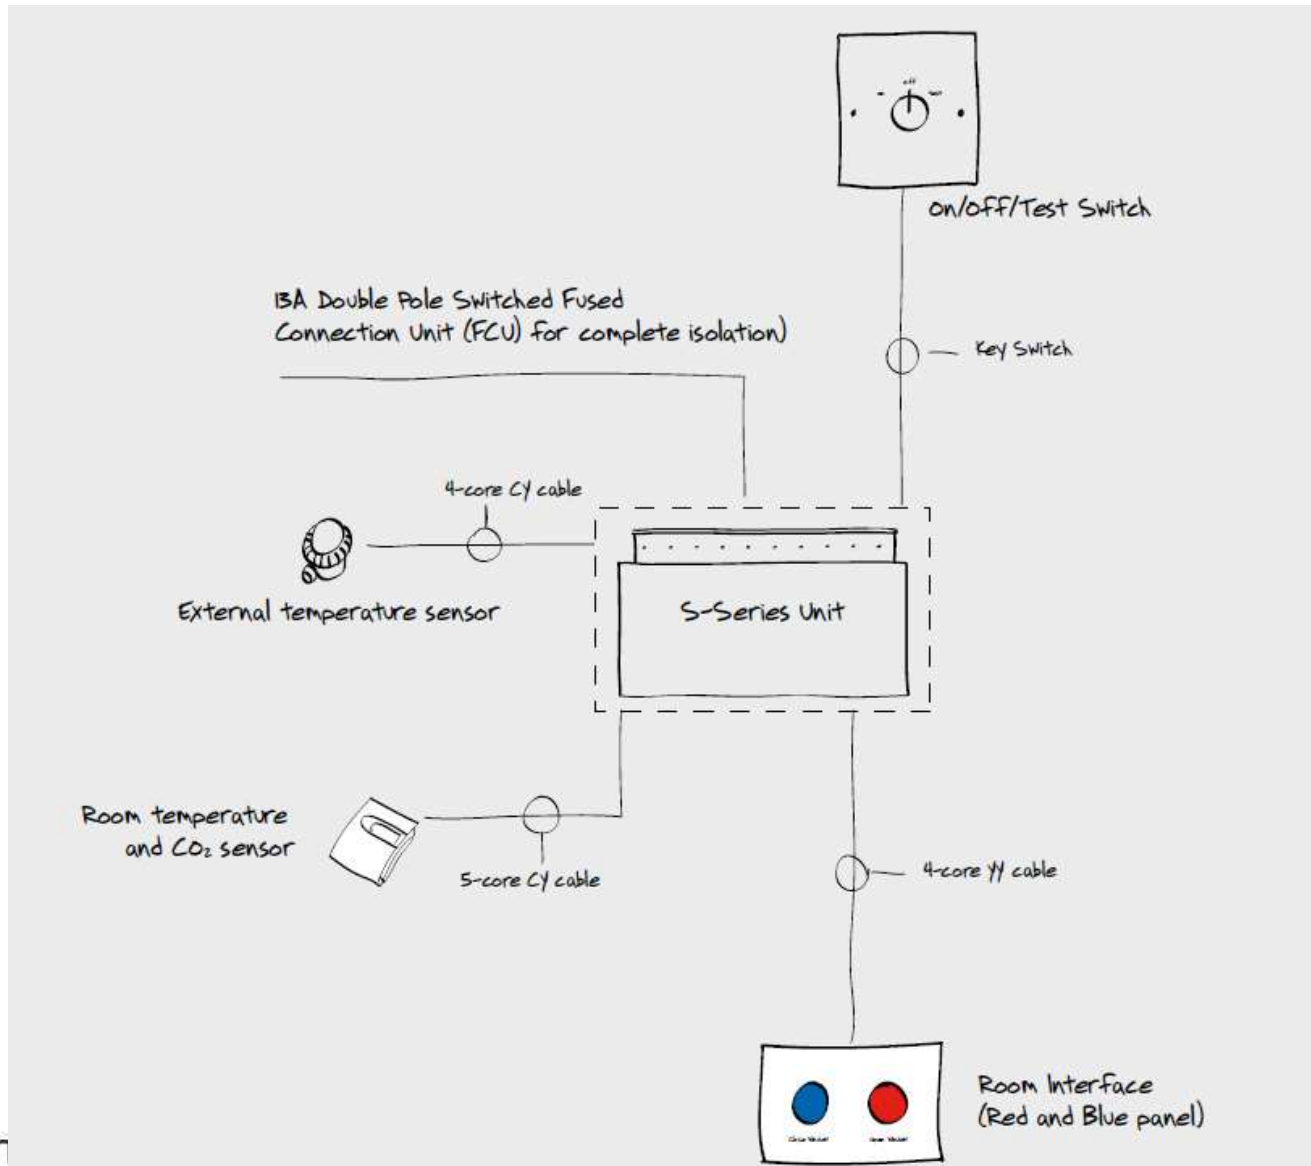 off
On/Off/Test Switch
13A Double Pole Switched Fused
Connection Unit (FCU) for complete isolation)
Key Switch
4-core CY cable
External temperature sensor
S-Series Unit
Room temperature
and CO₂ sensor
5-core CY cable
4-core YY cable
Room Interface
(Red and Blue panel)